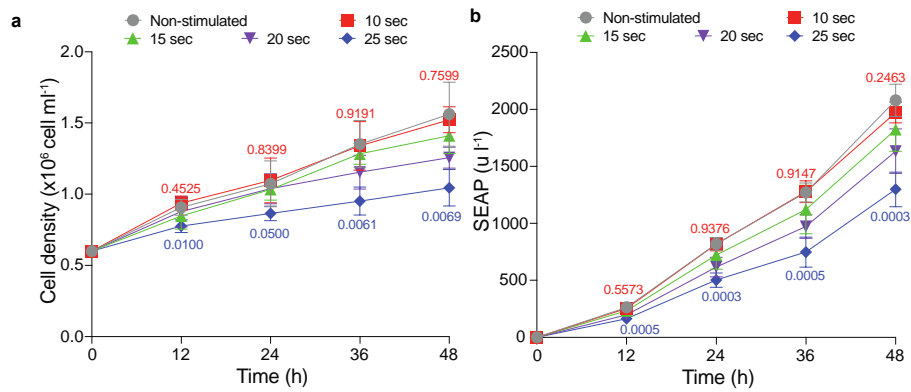 a
Non-stimulated
10 sec
15 sec
20 sec
25 sec
Cell density (x10⁶ cell ml-¹)
2.0
1.5
1.0
0.5
0.0
0.4525
0.8399
0.9191
0.7599
0.0100
0.0500
0.0061
0.0069
0 12 24 36 48
Time (h)
b
Non-stimulated
10 sec
15 sec
20 sec
25 sec
SEAP (u l-¹)
2500
2000
1500
1000
500
0
0.5573
0.9376
0.9147
0.2463
0.0005
0.0003
0.0005
0.0003
0 12 24 36 48
Time (h)